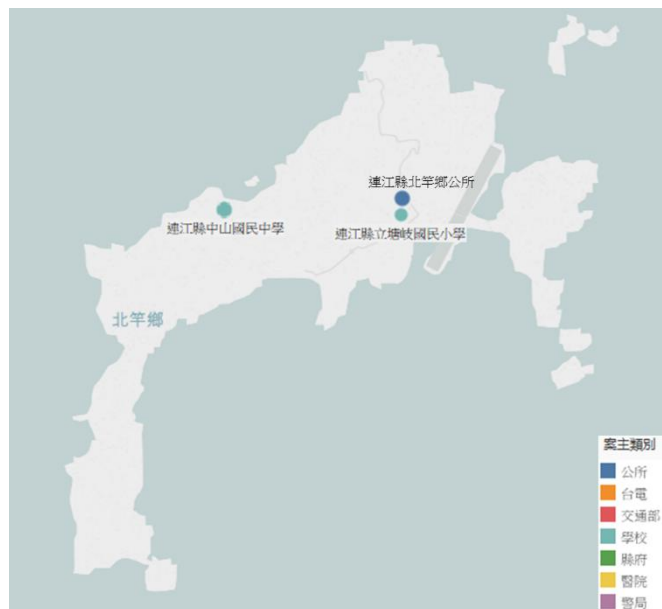 連江縣北竿鄉公所
連江縣中山國民中學
連江縣立塘岐國民小學
北竿鄉
案主類別
公所
台電
交通部
學校
縣府
醫院
警局